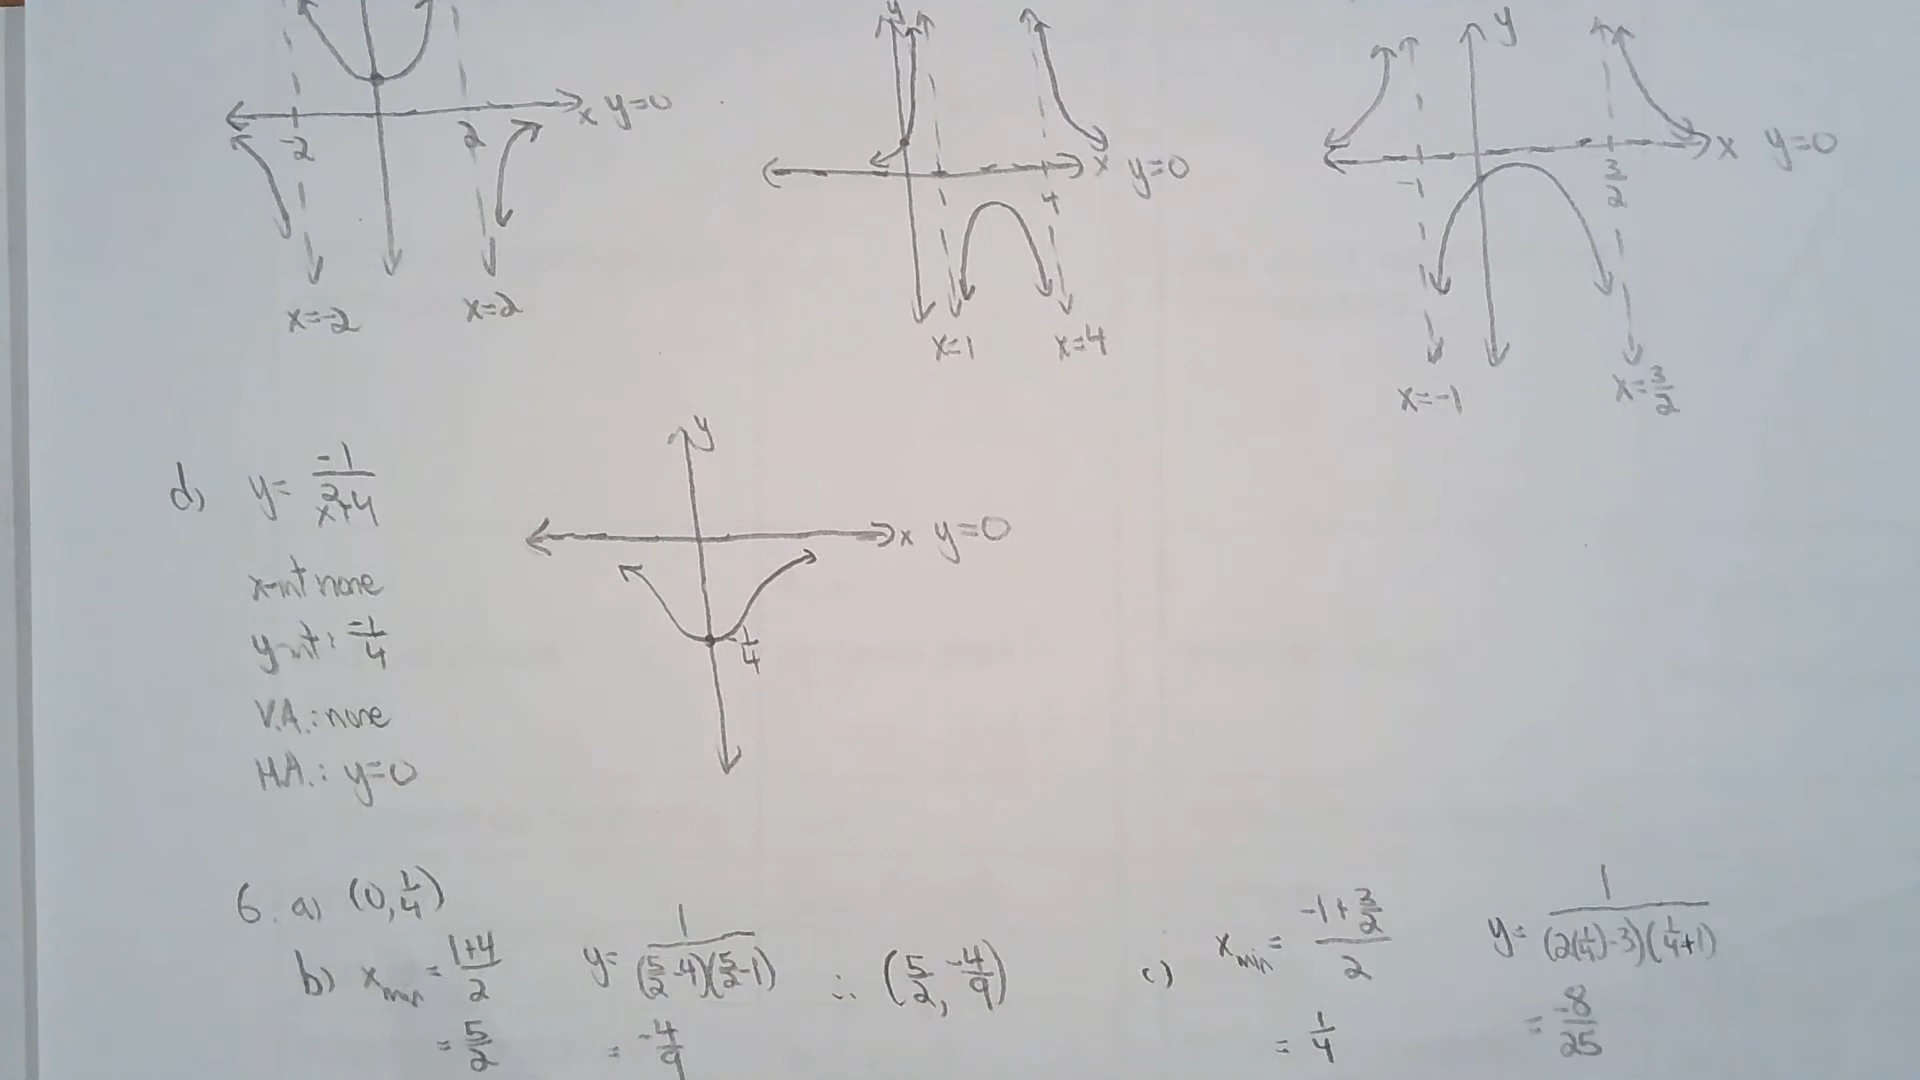 x y=0
-2
2
x=-2
x=2
y
x y=0
4
x=1
x=4
y
x y=0
-1
3/2
x=-1
x=3/2
d) y= -1/(x²+4)
x-int none
y-int: -1/4
V.A.: none
H.A.: y=0
y
x y=0
-1/4
6. a) (0, 1/4)
b) x_min = (1+4)/2
= 5/2
y= 1/((5/2-4)(5/2-1))
= -4/9
∴ (5/2, -4/9)
c) x_min = (-1+3/2)/2
= 1/4
y= 1/((2(1/4)-3)(1/4+1))
= -8/25